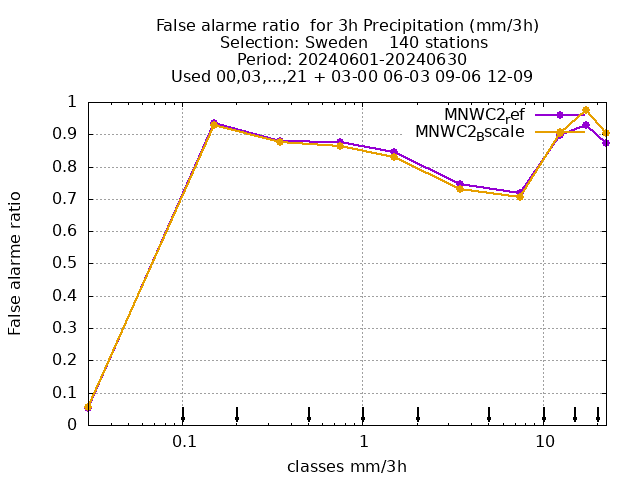 False alarme ratio  for 3h Precipitation (mm/3h)
Selection: Sweden    140 stations
Period: 20240601-20240630
Used 00,03,...,21 + 03-00 06-03 09-06 12-09
MNWC2ref
MNWC2Bscale
1
0.9
0.8
0.7
0.6
0.5
0.4
0.3
0.2
0.1
0
False alarme ratio
0.1
1
10
classes mm/3h